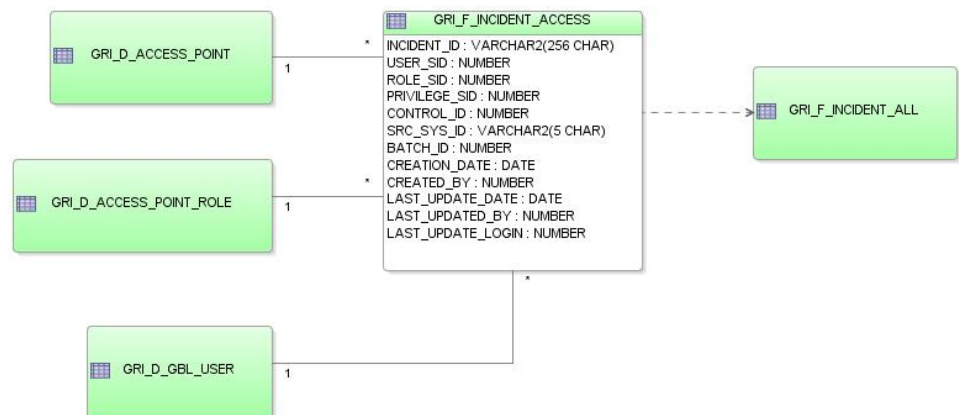 GRI_F_INCIDENT_ACCESS
GRI_D_ACCESS_POINT
1
*
INCIDENT_ID : VARCHAR2(256 CHAR)
USER_SID : NUMBER
ROLE_SID : NUMBER
PRIVILEGE_SID : NUMBER
CONTROL_ID : NUMBER
SRC_SYS_ID : VARCHAR2(5 CHAR)
BATCH_ID : NUMBER
CREATION_DATE : DATE
CREATED_BY : NUMBER
LAST_UPDATE_DATE : DATE
LAST_UPDATED_BY : NUMBER
LAST_UPDATE_LOGIN : NUMBER
GRI_F_INCIDENT_ALL
GRI_D_ACCESS_POINT_ROLE
1
*
GRI_D_GBL_USER
1
*